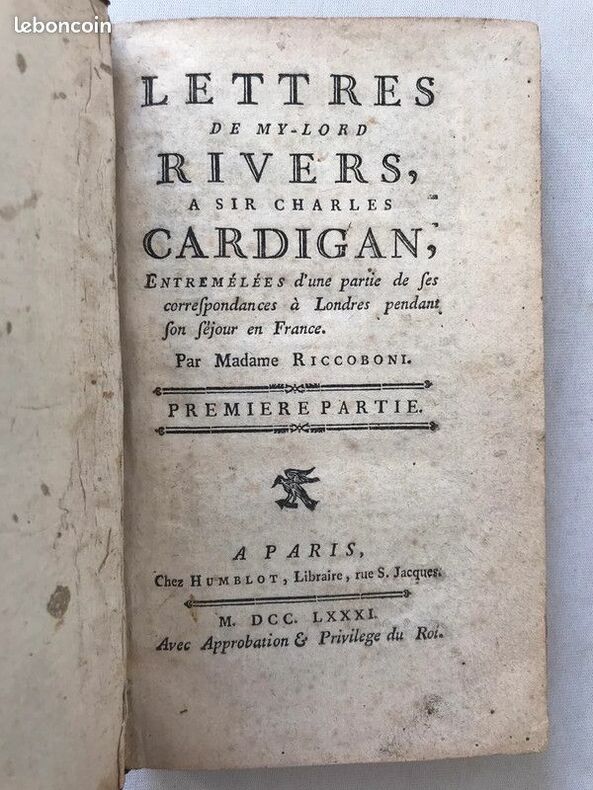 leboncoin
LETTRES
DE MY-LORD
RIVERS,
A SIR CHARLES
CARDIGAN,
ENTREMÉLÉES d'une partie de ſes
correſpondances à Londres pendant
ſon ſéjour en France.
Par Madame RICCOBONI.
PREMIERE PARTIE.
A PARIS,
Chez HUMBLOT, Libraire, rue S. Jacques.
M. DCC. LXXXI.
Avec Approbation & Privilege du Roi.